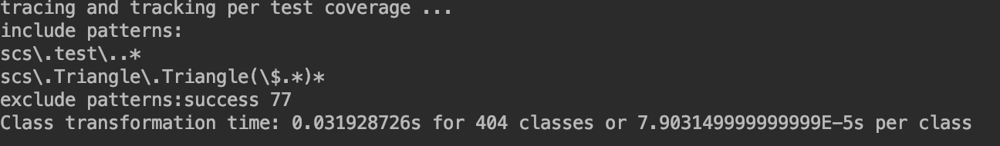 tracing and tracking per test coverage ...
include patterns:
scs\.test\..*
scs\.Triangle\.Triangle(\$.*)*
exclude patterns:success 77
Class transformation time: 0.031928726s for 404 classes or 7.903149999999999E-5s per class